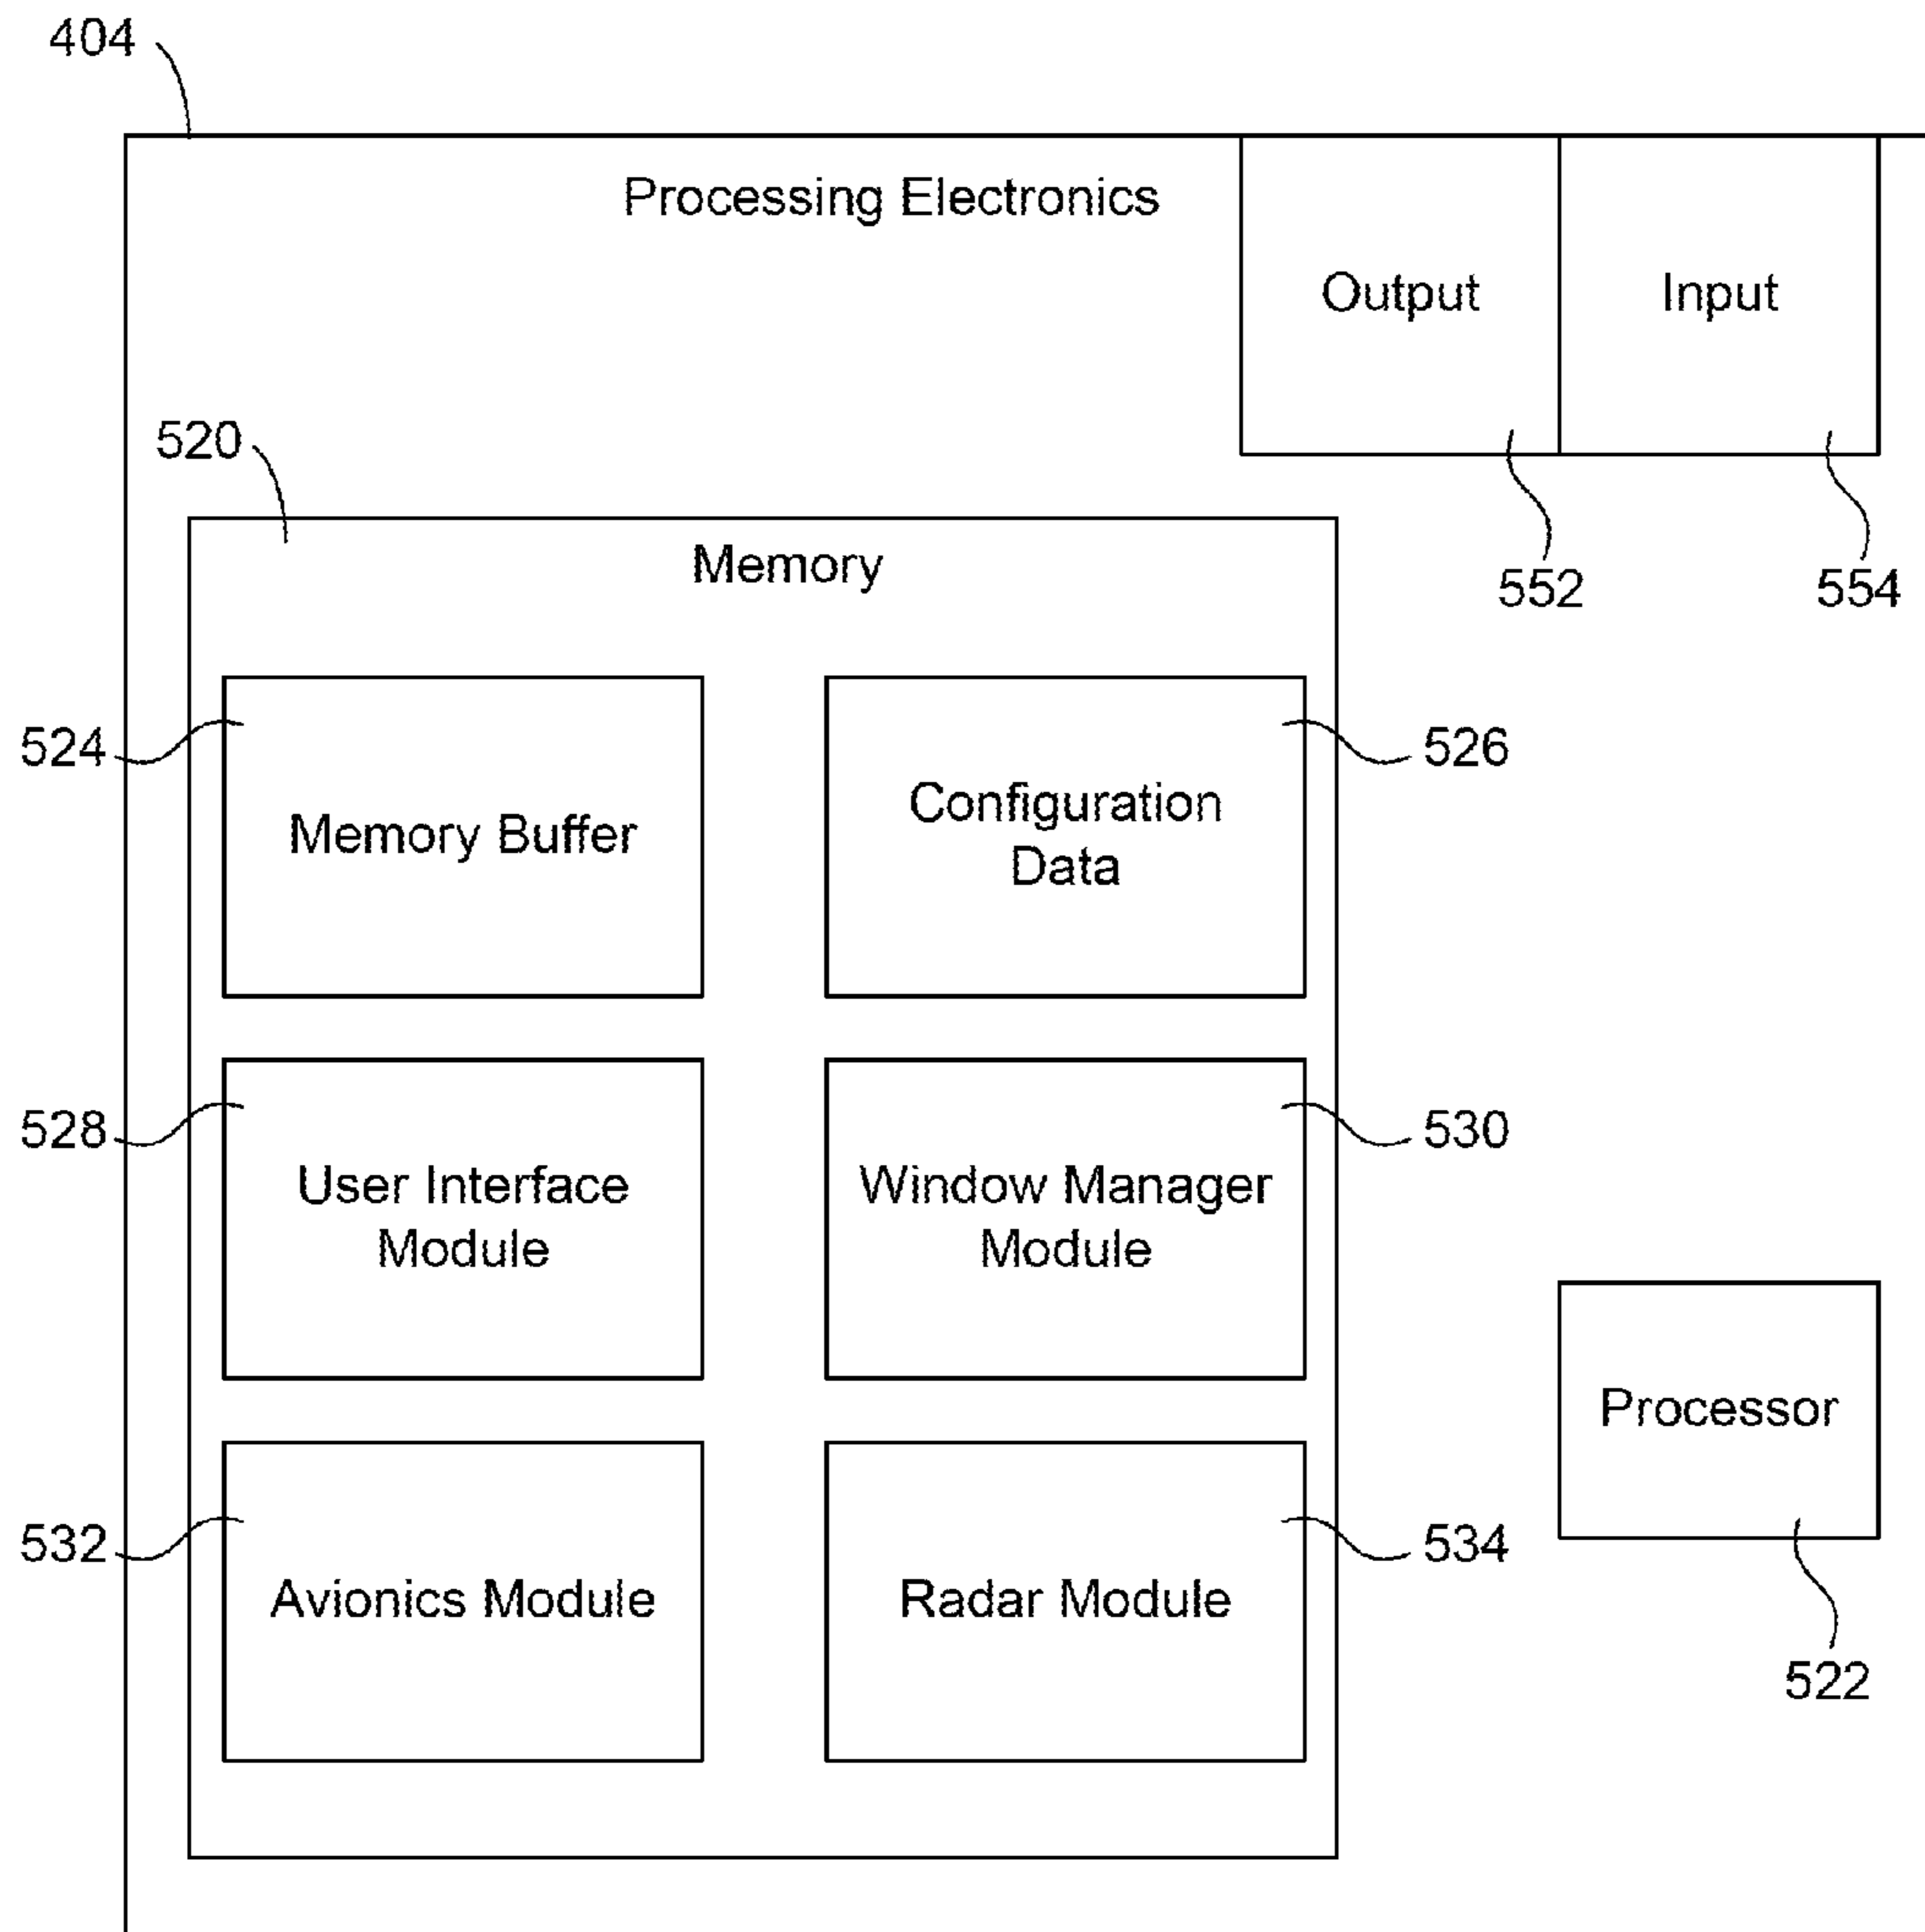 404
Processing Electronics
Output
Input
520
Memory
552
554
524
526
Memory Buffer
Configuration
Data
528
530
User Interface
Module
Window Manager
Module
Processor
532
534
Avionics Module
Radar Module
522